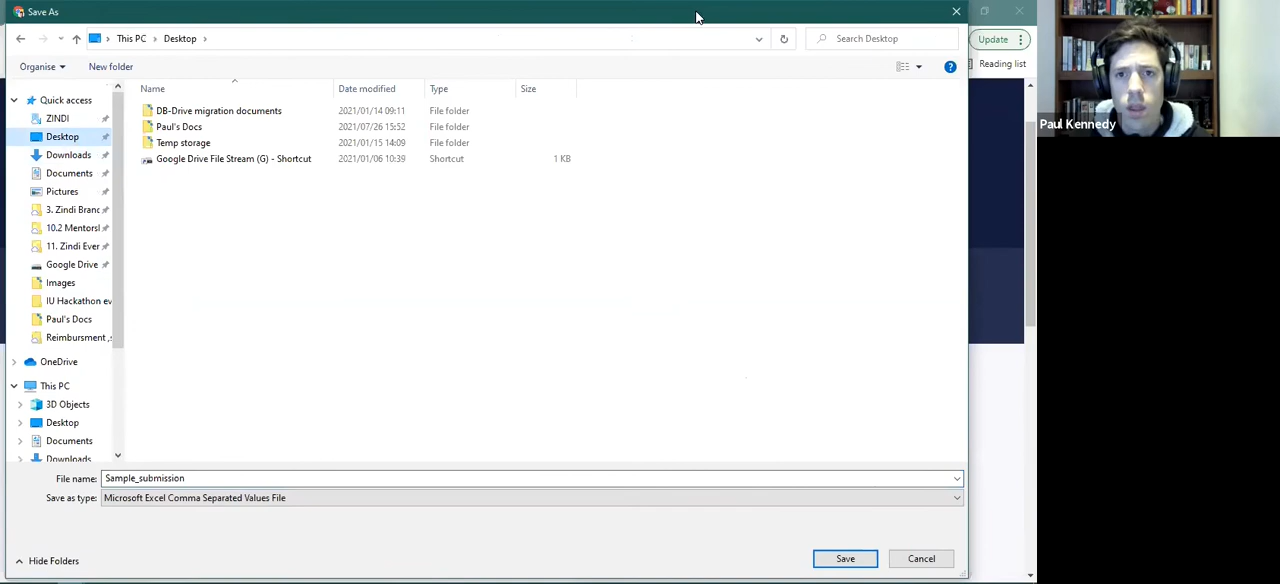 Save As
This PC
Desktop
Search Desktop
Update
Organise
New folder
Reading list
Name
Date modified
Type
Size
Quick access
ZINDI
Desktop
Downloads
Documents
Pictures
3. Zindi Branc
10.2 Mentorsl
11. Zindi Ever
Google Drive
Images
IU Hackathon ev
Paul's Docs
Reimbursment ,
OneDrive
This PC
3D Objects
Desktop
Documents
Downloads
DB-Drive migration documents 2021/01/14 09:11 File folder
Paul's Docs 2021/07/26 15:52 File folder
Temp storage 2021/01/15 14:09 File folder
Google Drive File Stream (G) - Shortcut 2021/01/06 10:39 Shortcut 1 KB
Paul Kennedy
File name: Sample_submission
Save as type: Microsoft Excel Comma Separated Values File
Hide Folders
Save
Cancel